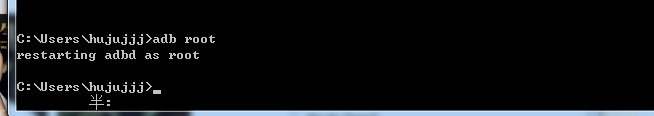 C:\Users\hujujjj>adb root
restarting adbd as root
C:\Users\hujujjj>_
半: